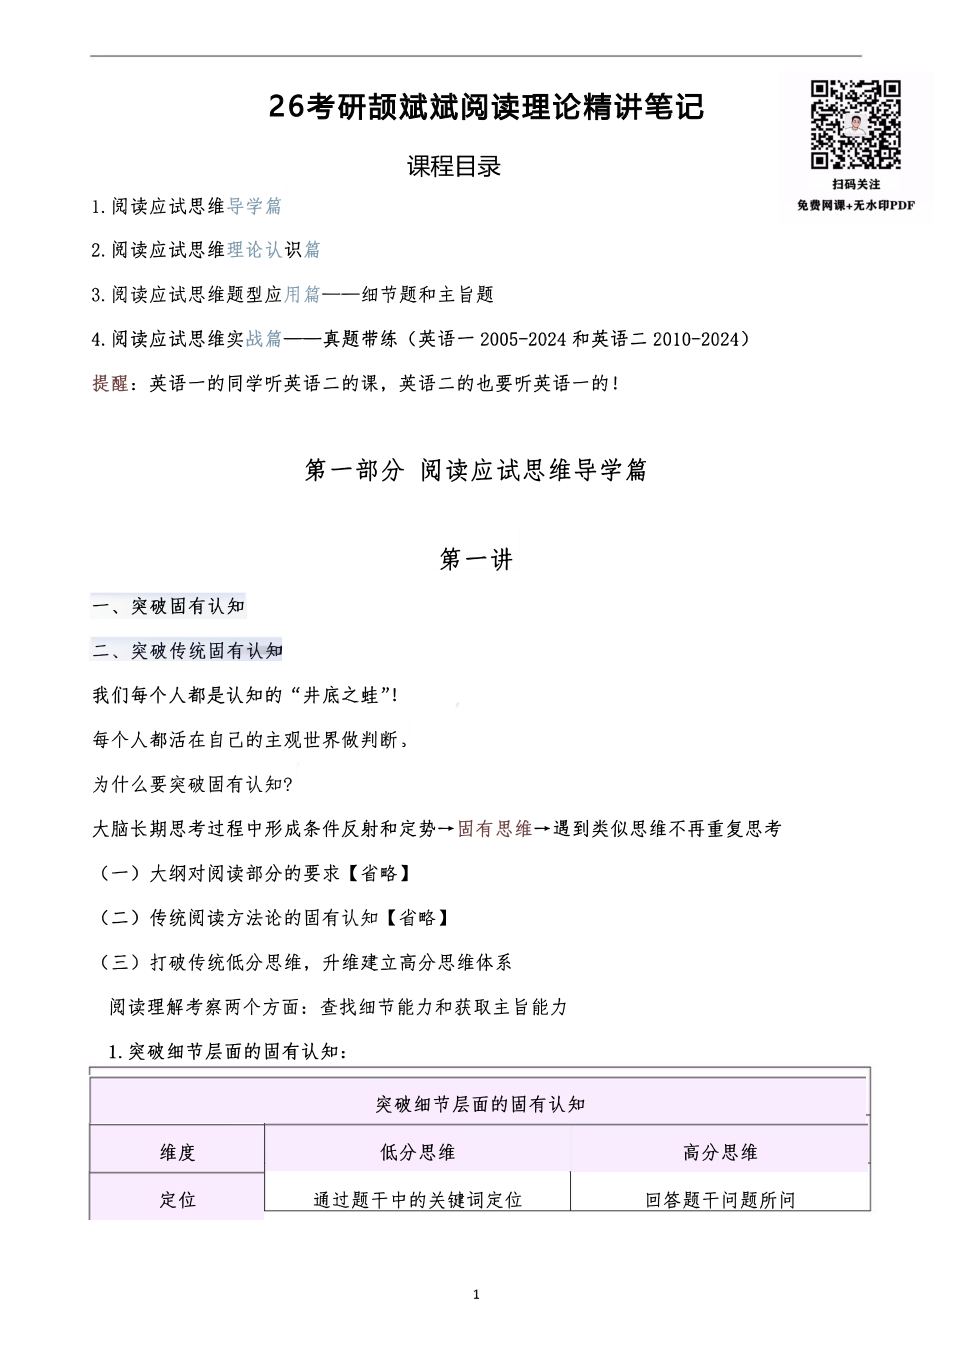 26考研颉斌斌阅读理论精讲笔记
扫码关注
免费网课+无水印PDF
课程目录
1.阅读应试思维导学篇
2.阅读应试思维理论认识篇
3.阅读应试思维题型应用篇——细节题和主旨题
4.阅读应试思维实战篇——真题带练（英语一 2005-2024 和英语二 2010-2024）
提醒：英语一的同学听英语二的课，英语二的也要听英语一的！
第一部分 阅读应试思维导学篇
第一讲
一、突破固有认知
二、突破传统固有认知
我们每个人都是认知的“井底之蛙”！
每个人都活在自己的主观世界做判断。
为什么要突破固有认知？
大脑长期思考过程中形成条件反射和定势→固有思维→遇到类似思维不再重复思考
（一）大纲对阅读部分的要求【省略】
（二）传统阅读方法论的固有认知【省略】
（三）打破传统低分思维，升维建立高分思维体系
阅读理解考察两个方面：查找细节能力和获取主旨能力
1.突破细节层面的固有认知：
突破细节层面的固有认知
维度 低分思维 高分思维
定位 通过题干中的关键词定位 回答题干问题所问
1